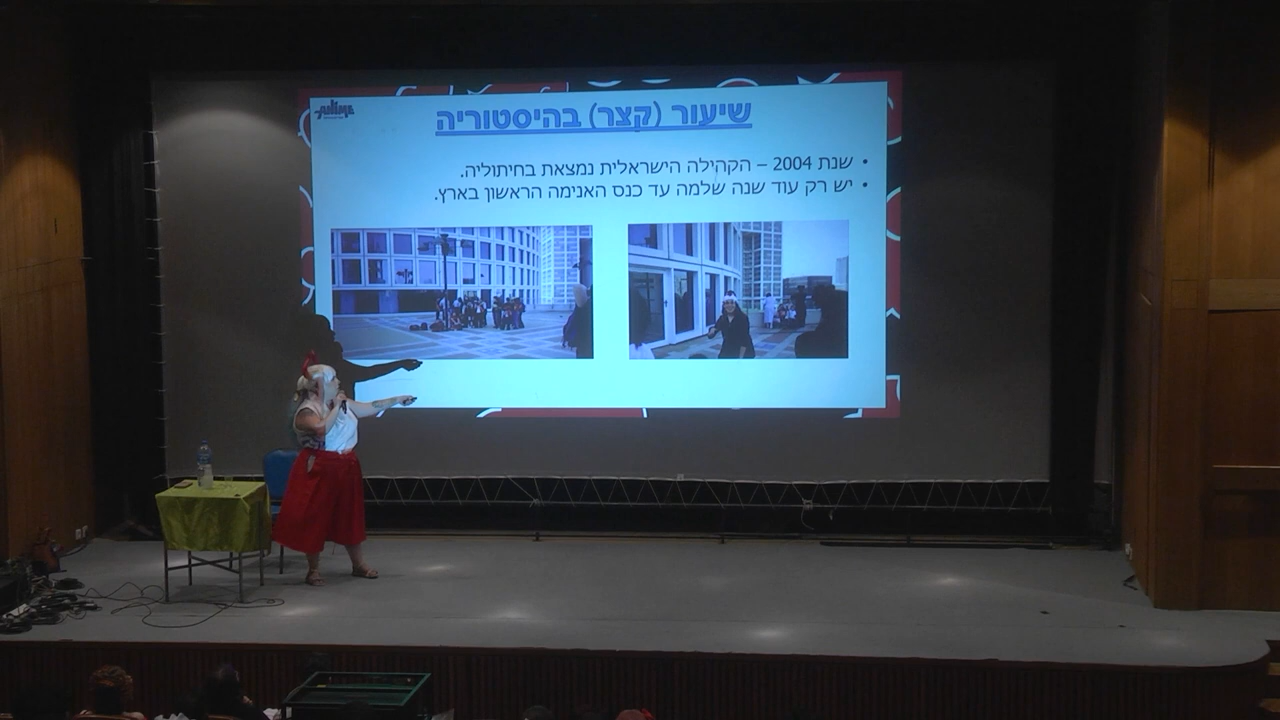 ANIME
שיעור (קצר) בהיסטוריה
• שנת 2004 – הקהילה הישראלית נמצאת בחיתוליה.
• יש רק עוד שנה שלמה עד כנס האנימה הראשון בארץ.